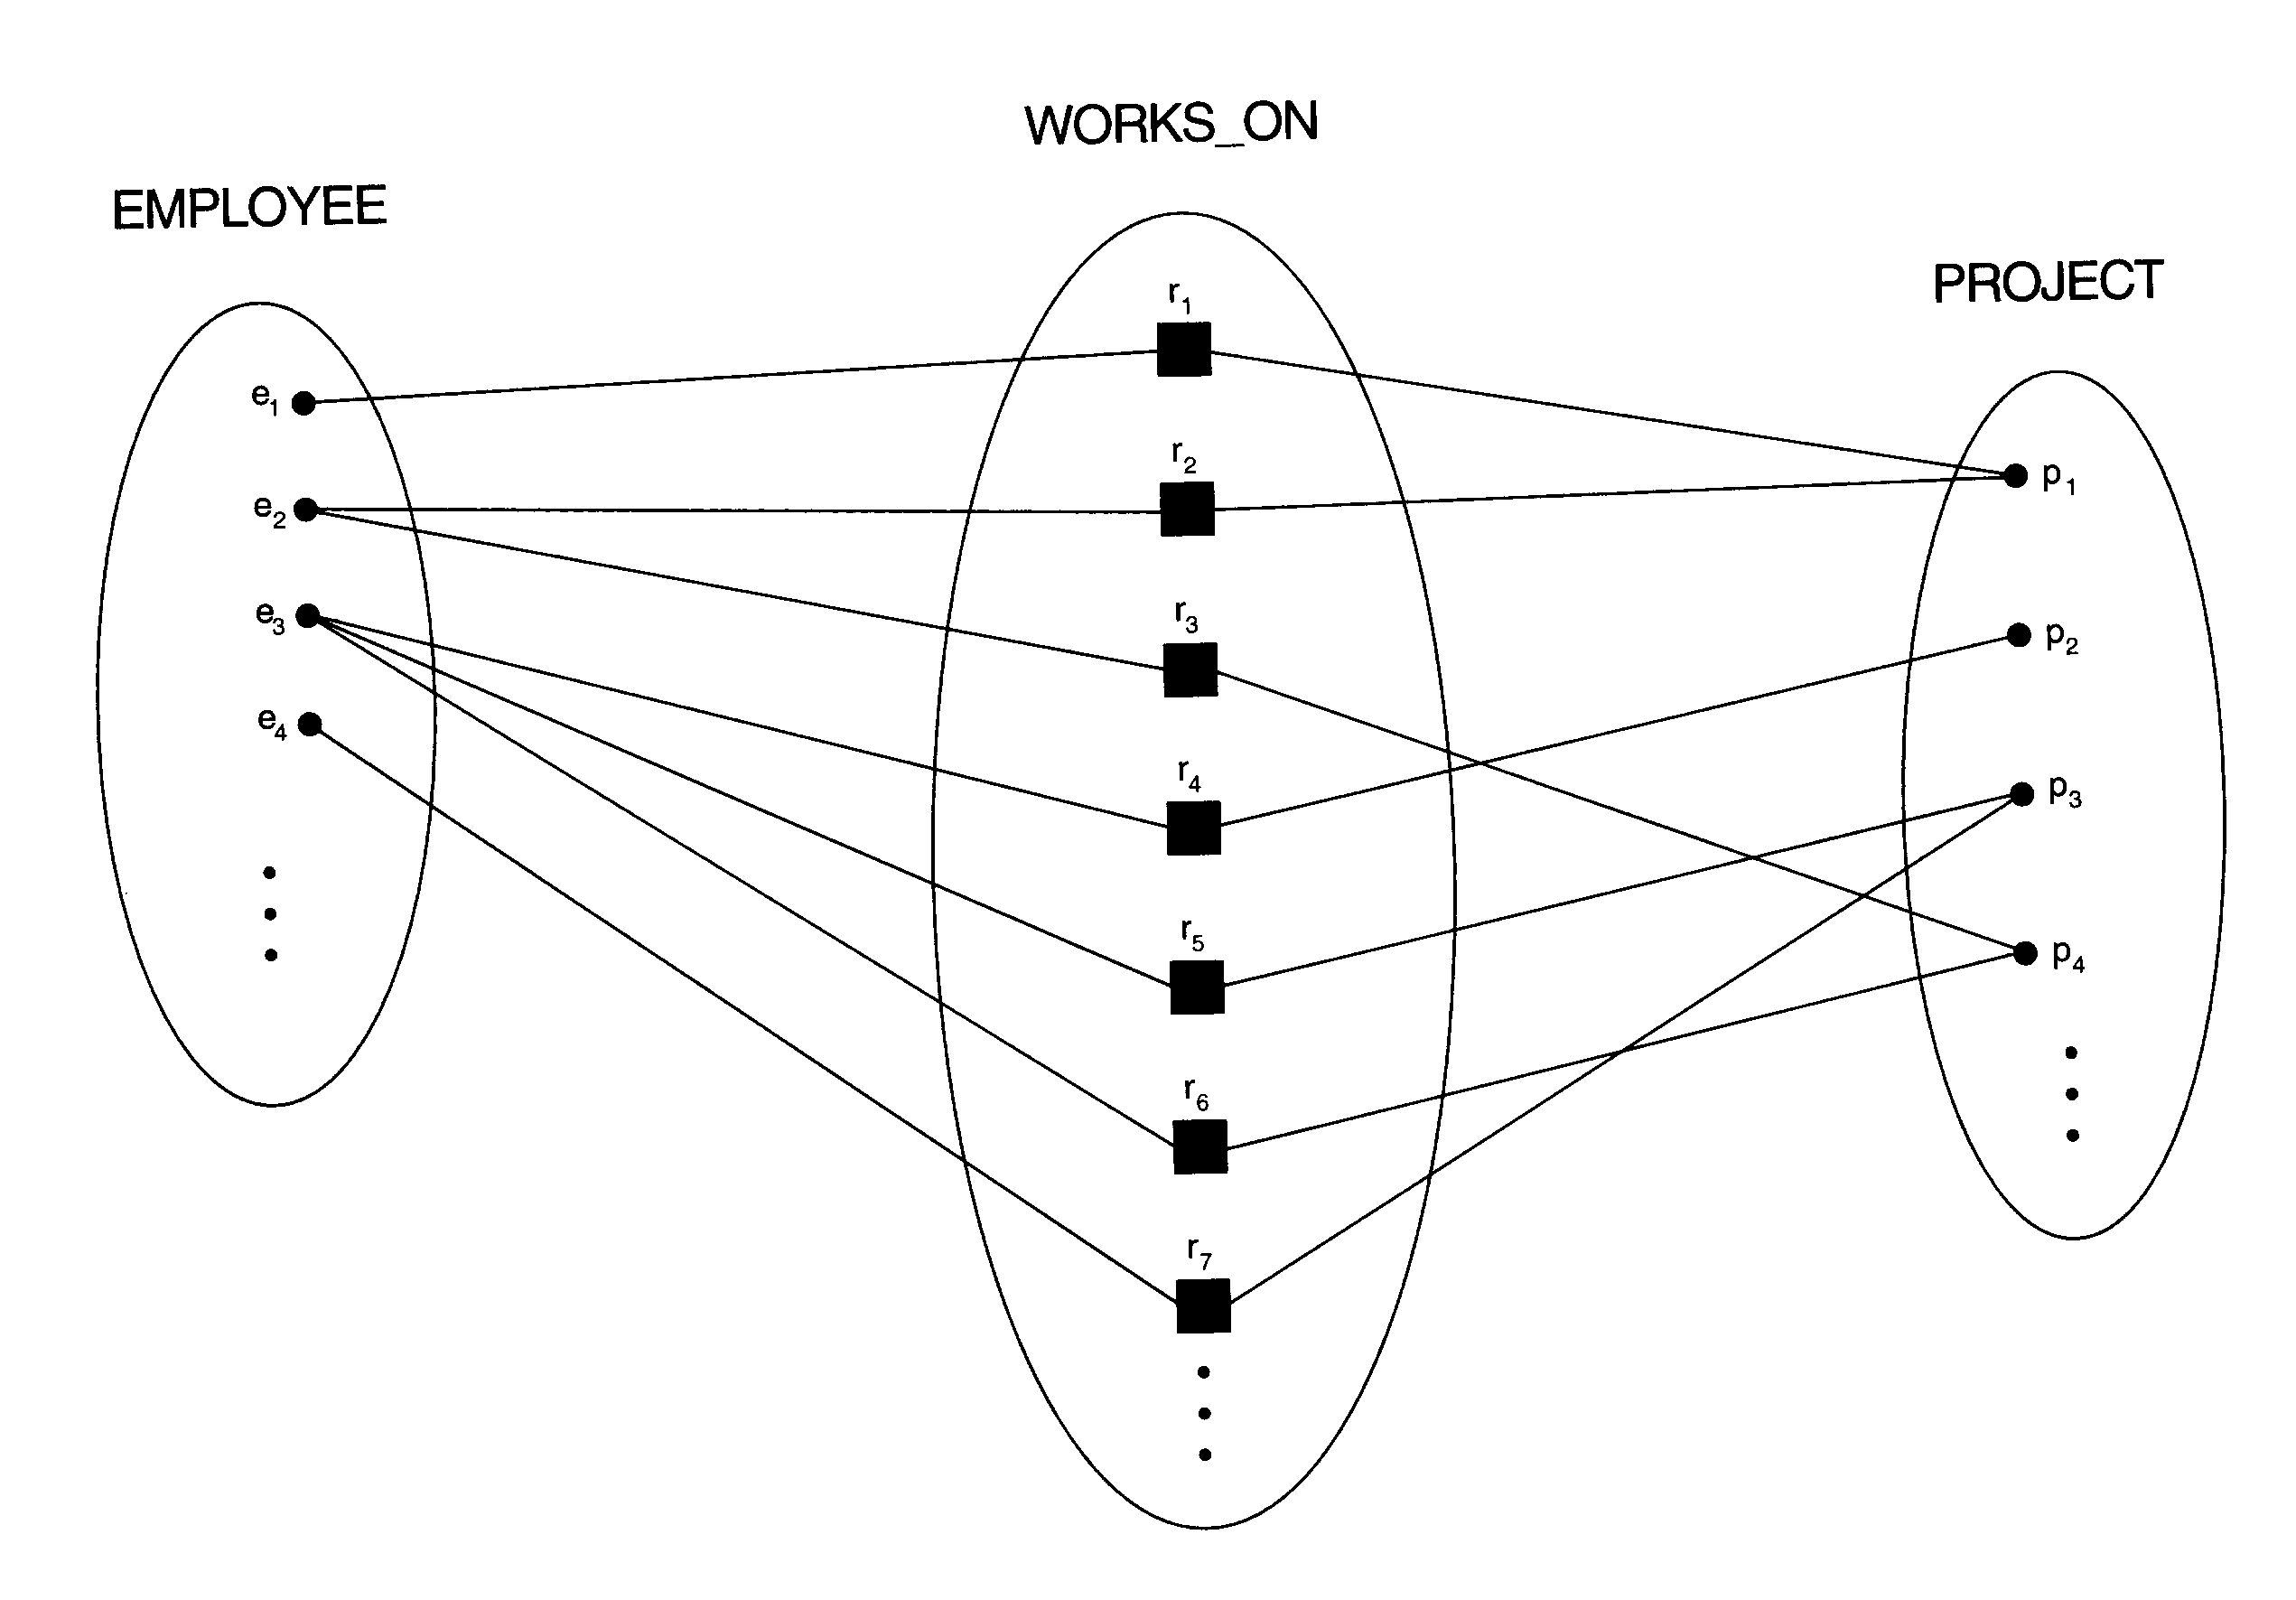 WORKS_ON
EMPLOYEE
PROJECT
e1
e2
e3
e4
r1
r2
r3
r4
r5
r6
r7
p1
p2
p3
p4